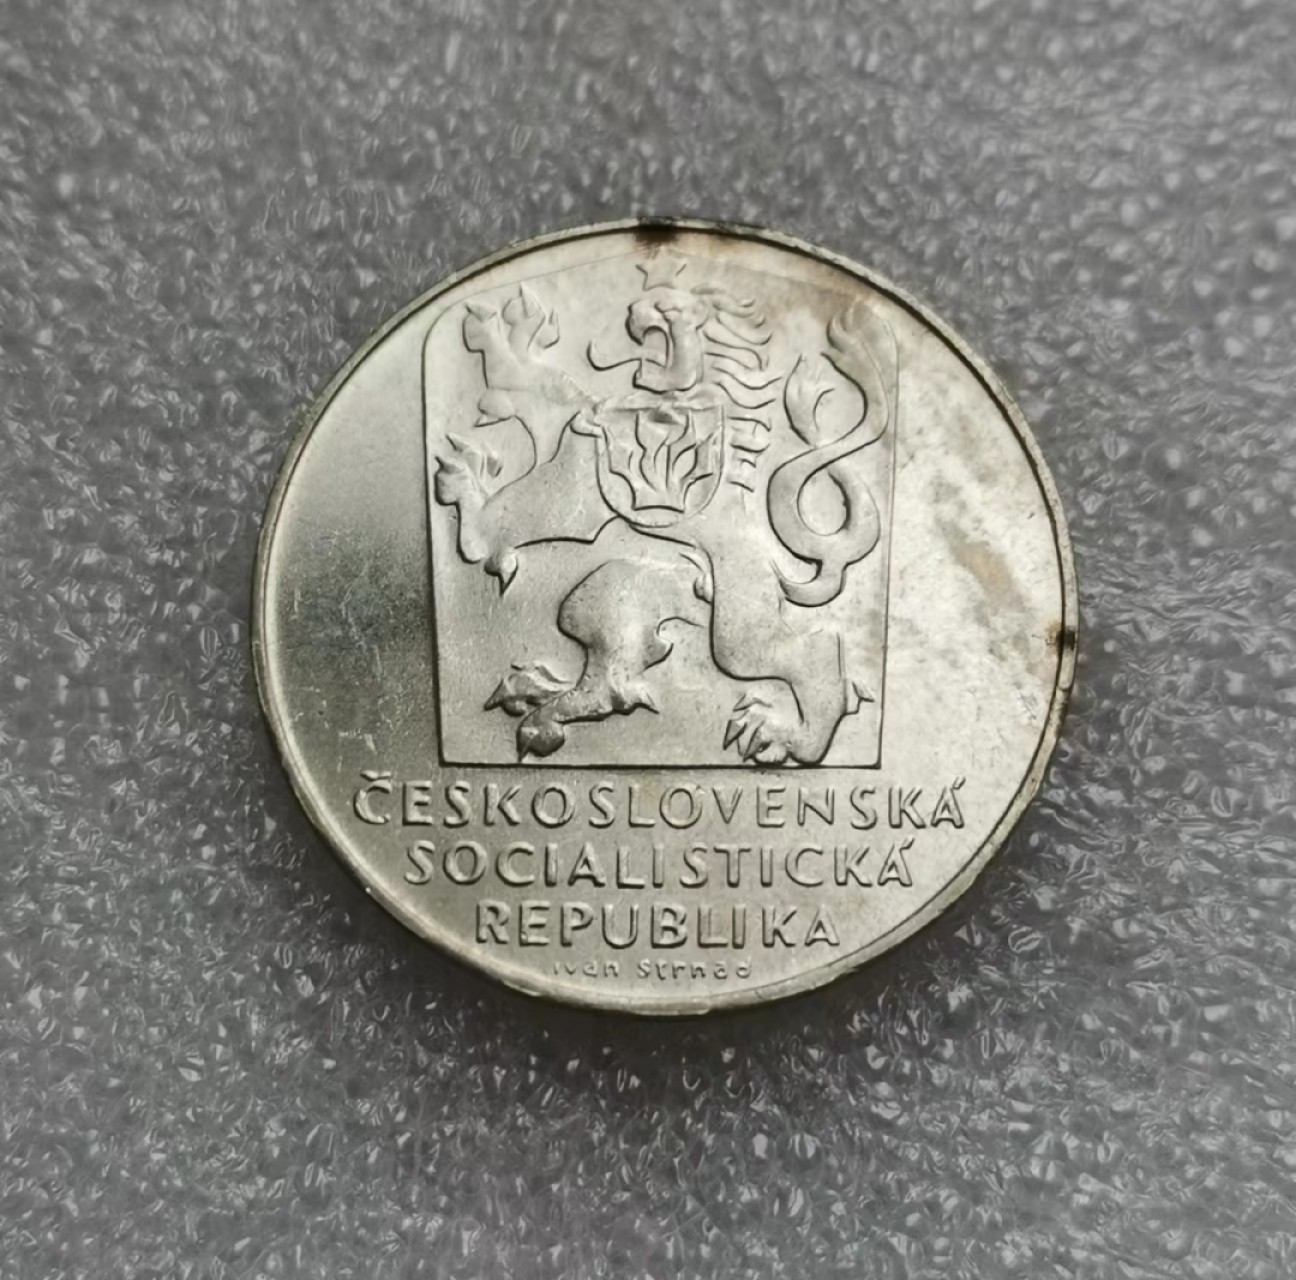 ČESKOSLOVENSKÁ
SOCIALISTICKÁ
REPUBLIKA
Ivan Strnad